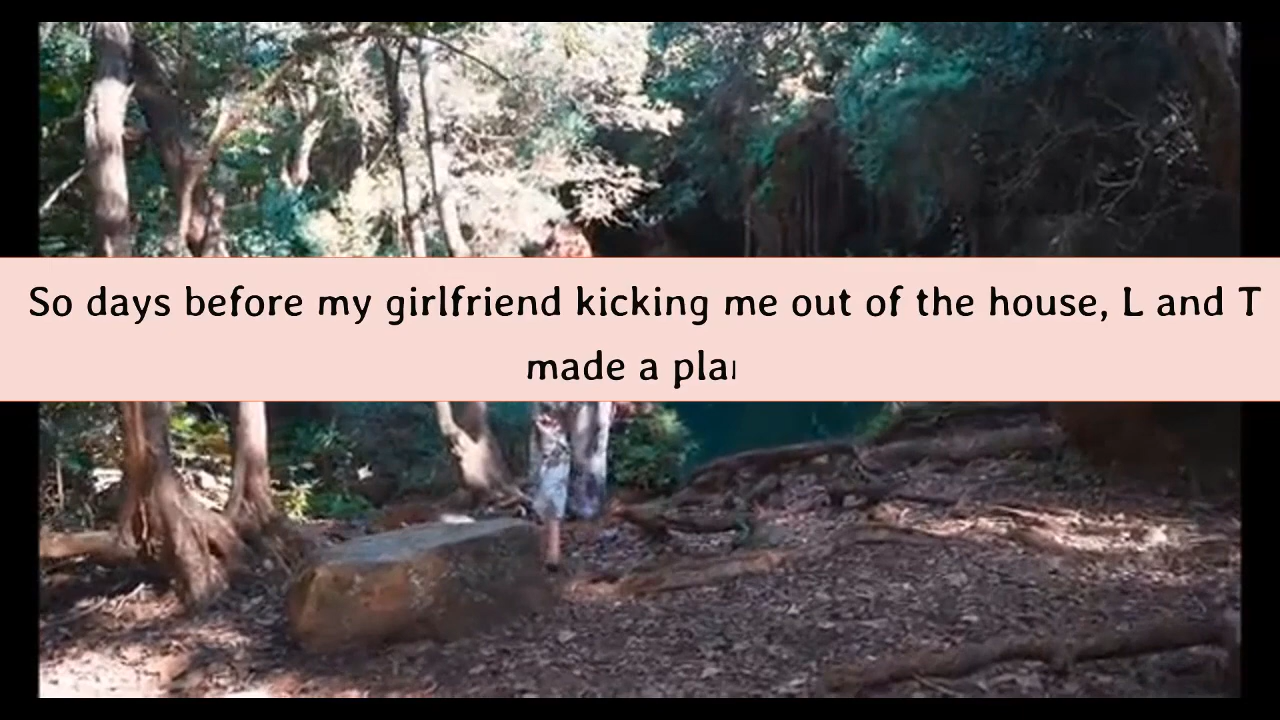 So days before my girlfriend kicking me out of the house, L and T
made a pla